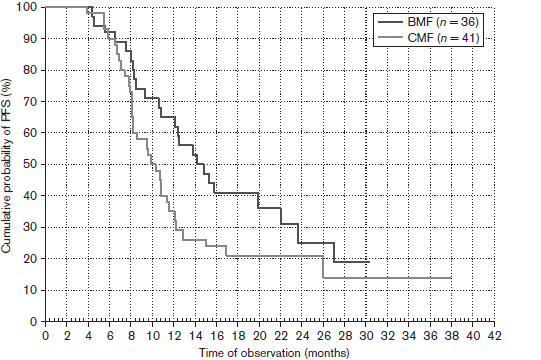 100
90
80
70
60
50
40
30
20
10
0
BMF (n = 36)
CMF (n = 41)
Cumulative probability of PFS (%)
0 2 4 6 8 10 12 14 16 18 20 22 24 26 28 30 32 34 36 38 40 42
Time of observation (months)